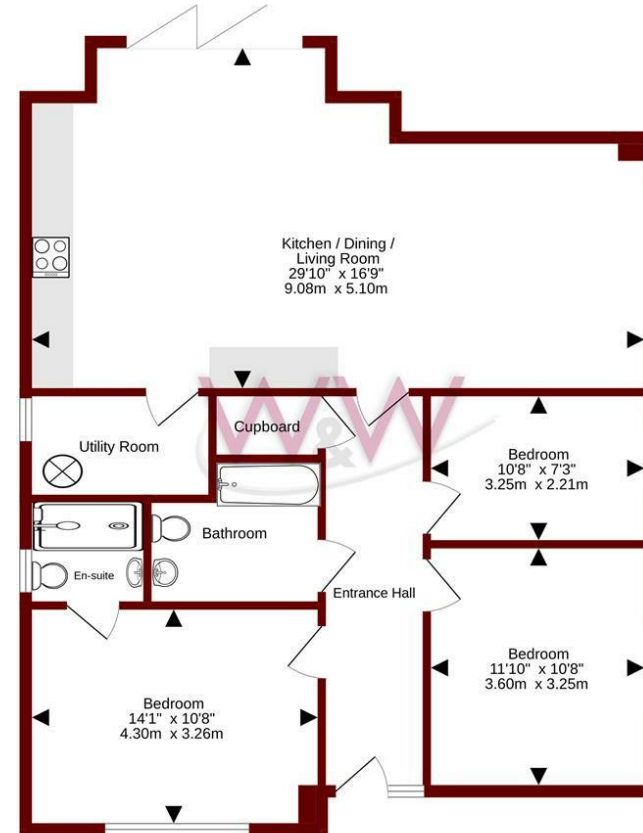 Kitchen / Dining /
Living Room
29'10" x 16'9"
9.08m x 5.10m
W&W
Utility Room
Cupboard
Bedroom
10'8" x 7'3"
3.25m x 2.21m
Bathroom
En-suite
Entrance Hall
Bedroom
11'10" x 10'8"
3.60m x 3.25m
Bedroom
14'1" x 10'8"
4.30m x 3.26m